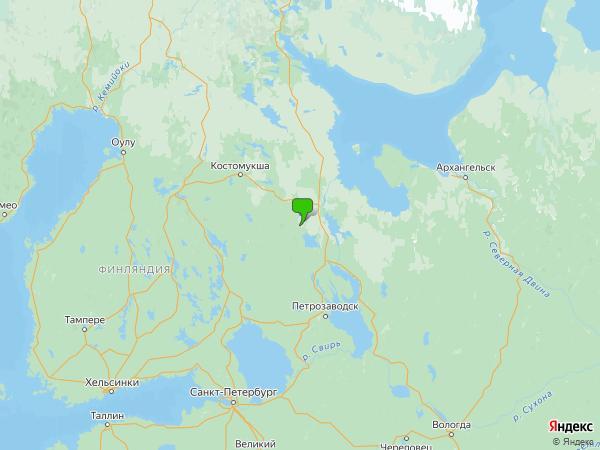 р. Кемийоки
Оулу
Костомукша
Архангельск
мео
р. Северная Двина
ФИНЛЯНДИЯ
Петрозаводск
Тампере
р. Свирь
Хельсинки
Санкт-Петербург
р. Сухона
Таллин
Вологда
Яндекс
Великий
Череповец
© Яндекс